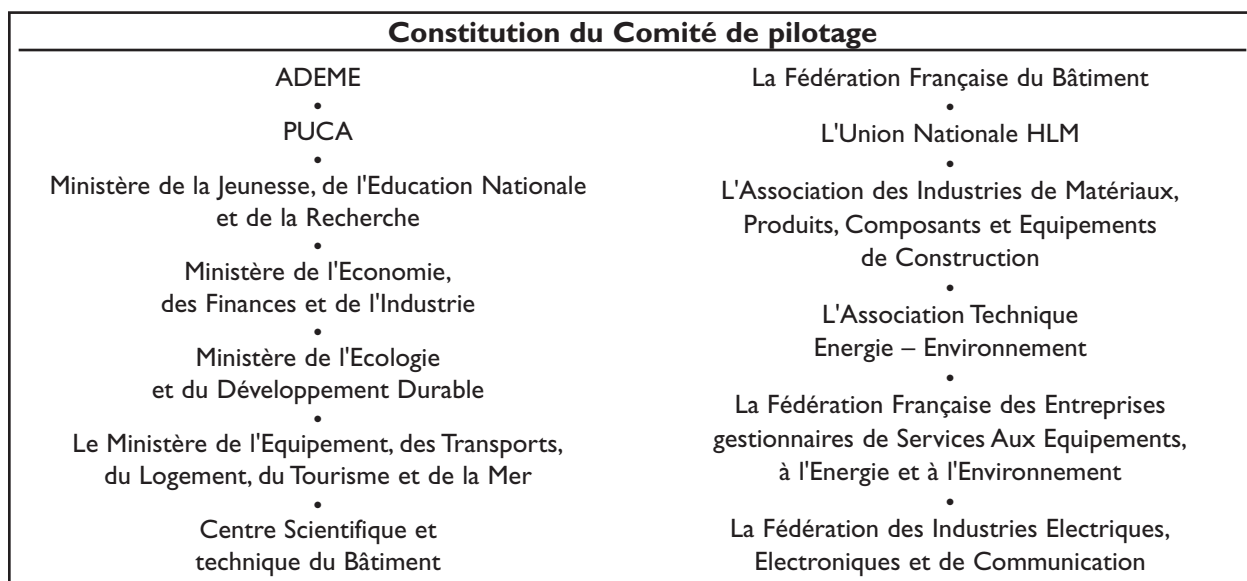 Constitution du Comité de pilotage
ADEME
•
PUCA
•
Ministère de la Jeunesse, de l'Education Nationale
et de la Recherche
•
Ministère de l'Economie,
des Finances et de l'Industrie
•
Ministère de l'Ecologie
et du Développement Durable
•
Le Ministère de l'Equipement, des Transports,
du Logement, du Tourisme et de la Mer
•
Centre Scientifique et
technique du Bâtiment
La Fédération Française du Bâtiment
•
L'Union Nationale HLM
•
L'Association des Industries de Matériaux,
Produits, Composants et Equipements
de Construction
•
L'Association Technique
Energie – Environnement
•
La Fédération Française des Entreprises
gestionnaires de Services Aux Equipements,
à l'Energie et à l'Environnement
•
La Fédération des Industries Electriques,
Electroniques et de Communication